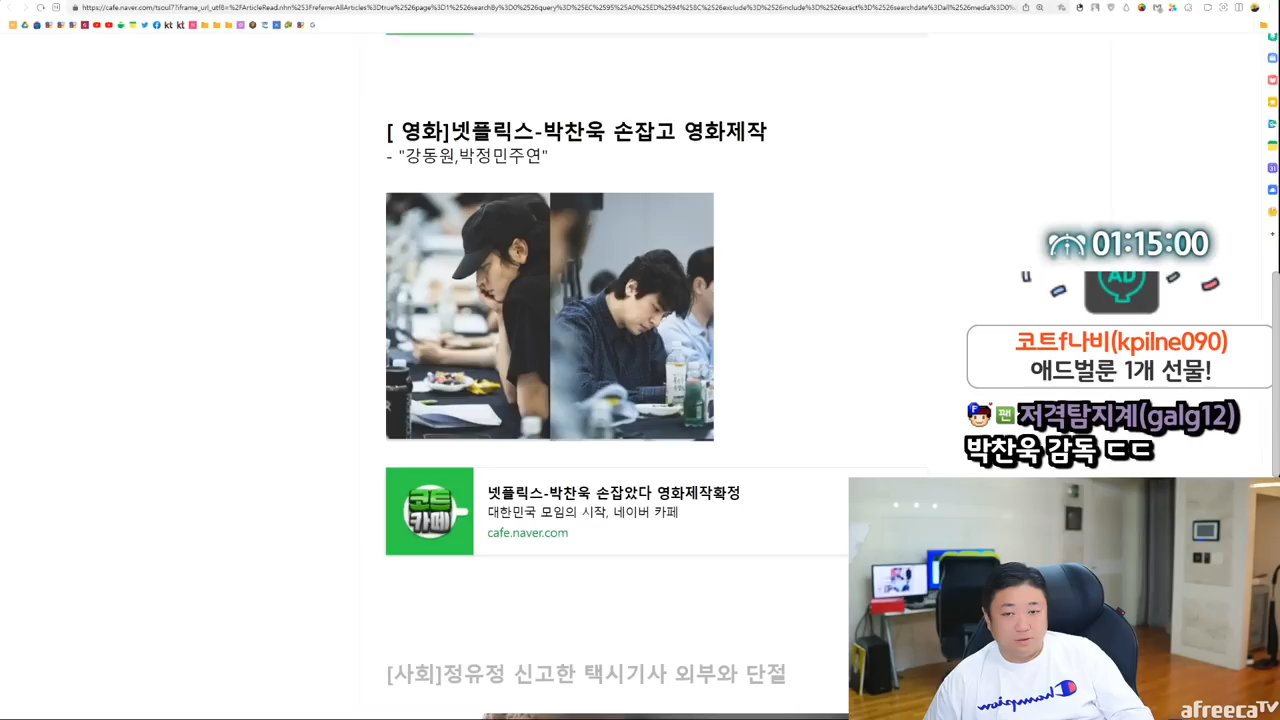 [ 영화]넷플릭스-박찬욱 손잡고 영화제작
- "강동원,박정민주연"
01:15:00
AD
코트f나비(kpilne090)
애드벌룬 1개 선물!
F 팬 저격탐지계(galg12)
박찬욱 감독 ㄷㄷ
코트
카페
넷플릭스-박찬욱 손잡았다 영화제작확정
대한민국 모임의 시작, 네이버 카페
cafe.naver.com
[사회]정유정 신고한 택시기사 외부와 단절
Champion
afreecaTV